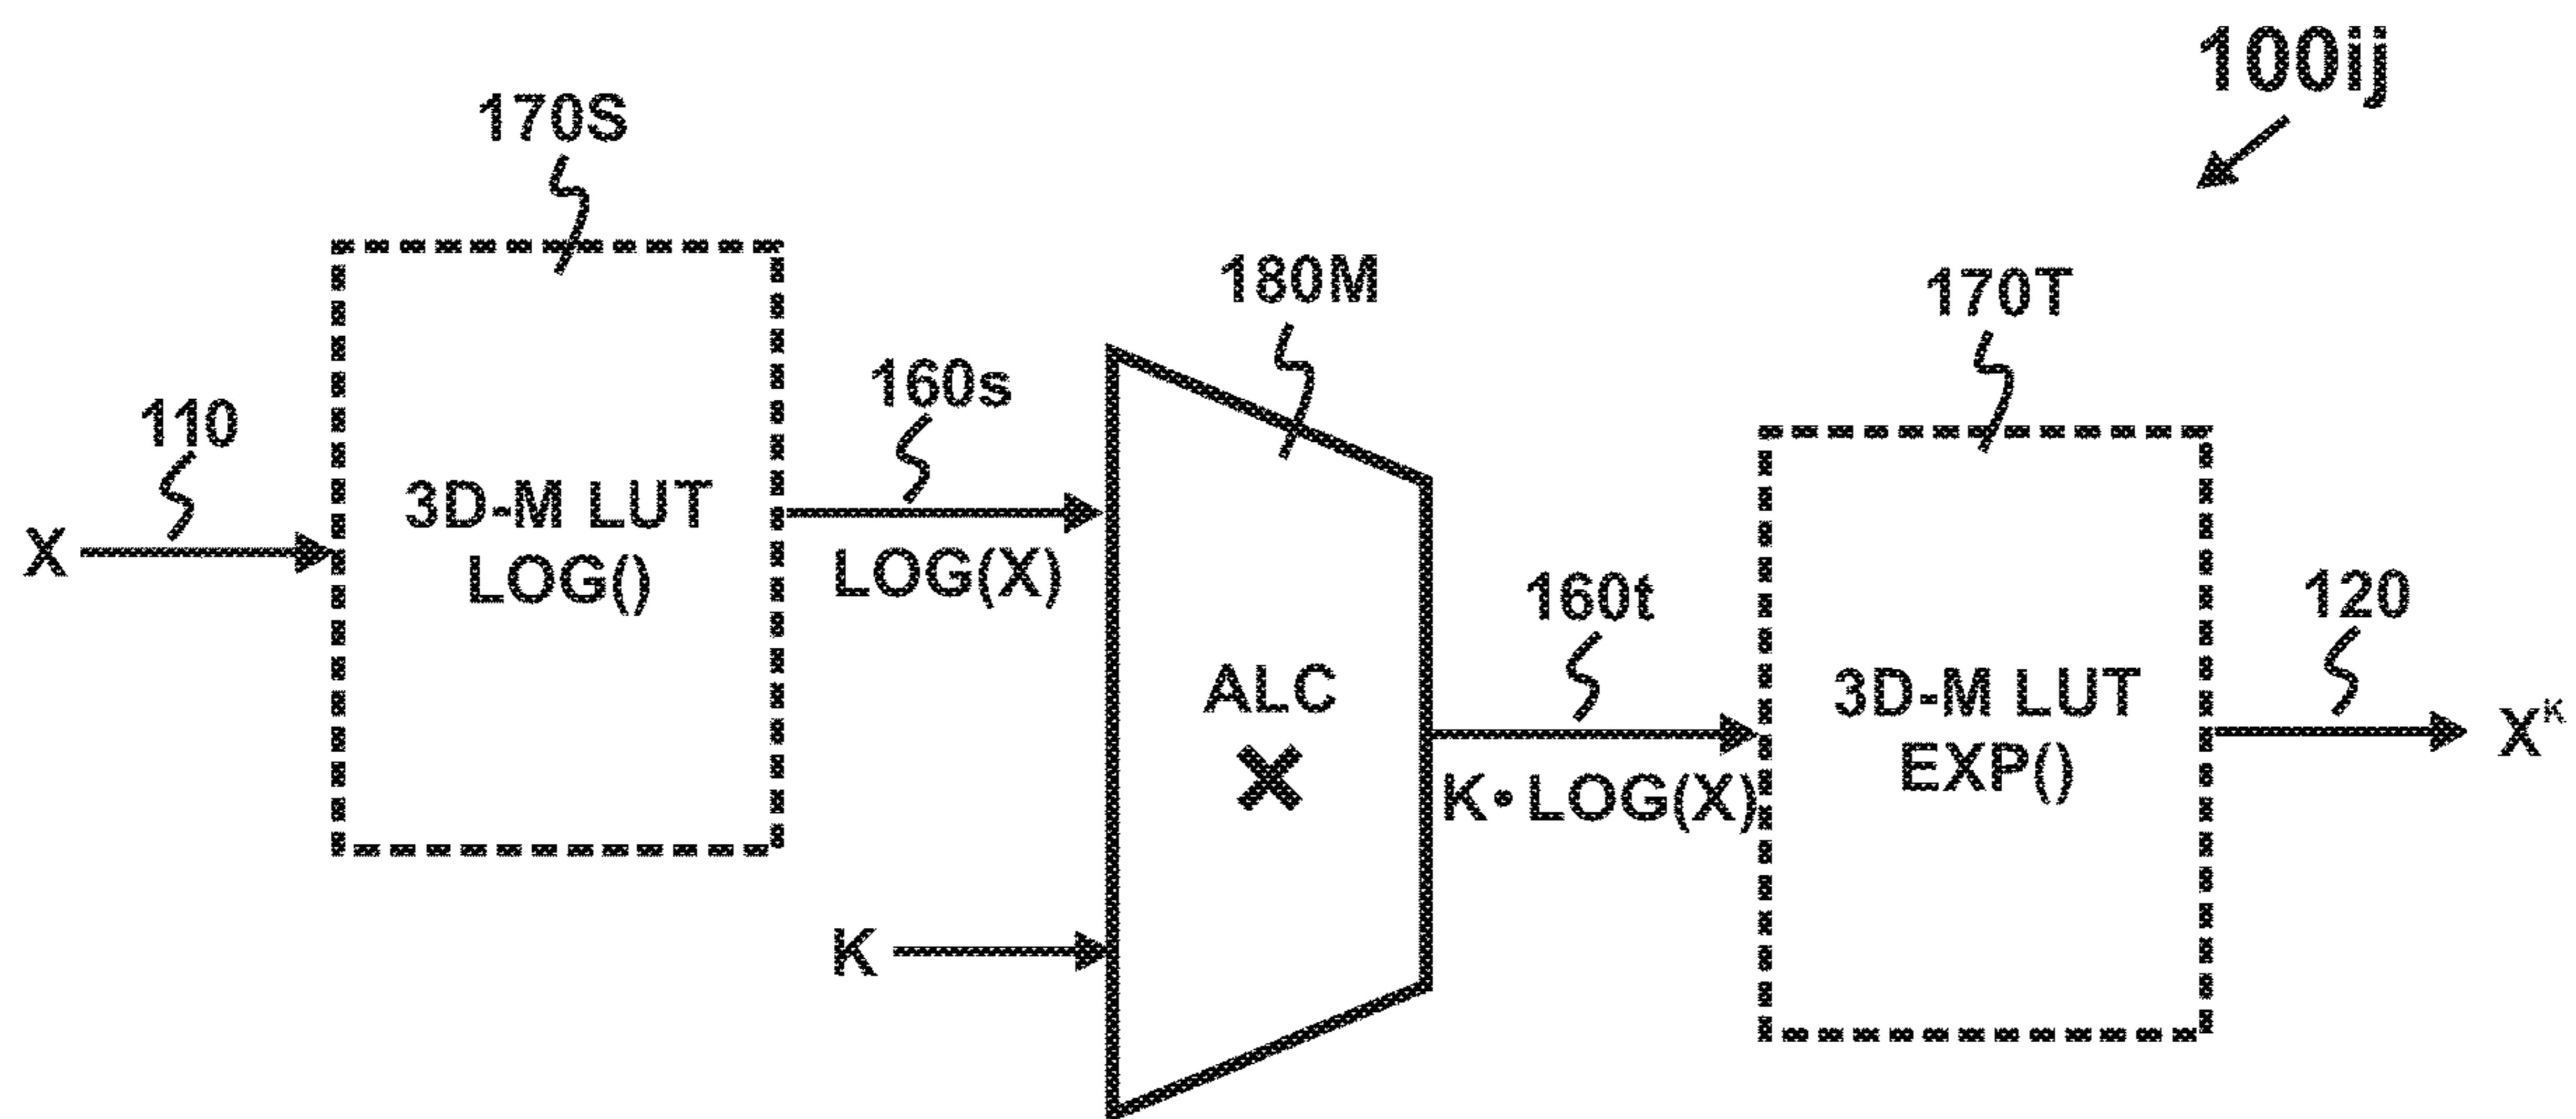 100ij
170S
180M
170T
160s
110
3D-M LUT
LOG()
X
LOG(X)
160t
120
ALC
×
3D-M LUT
EXP()
K•LOG(X)
X^K
K